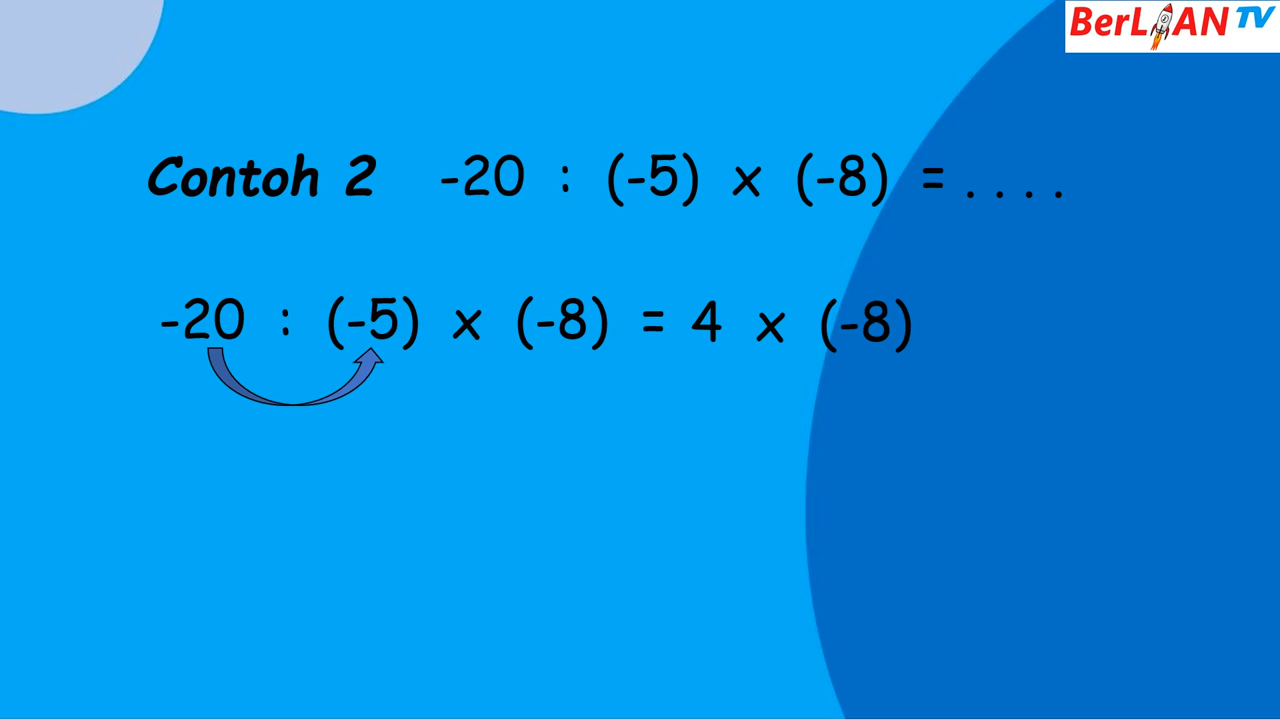 BerLIAN TV
Contoh 2 -20 : (-5) x (-8) = . . . .
-20 : (-5) x (-8) = 4 x (-8)